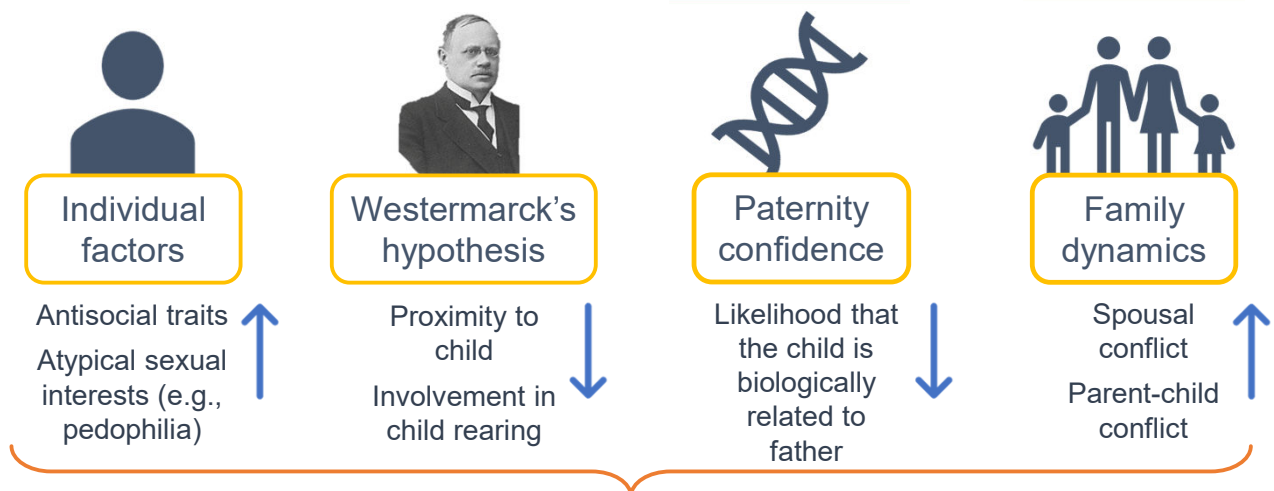 Individual
factors
Westermarck's
hypothesis
Paternity
confidence
Family
dynamics
Antisocial traits
Atypical sexual
interests (e.g.,
pedophilia)
Proximity to
child
Involvement in
child rearing
Likelihood that
the child is
biologically
related to
father
Spousal
conflict
Parent-child
conflict